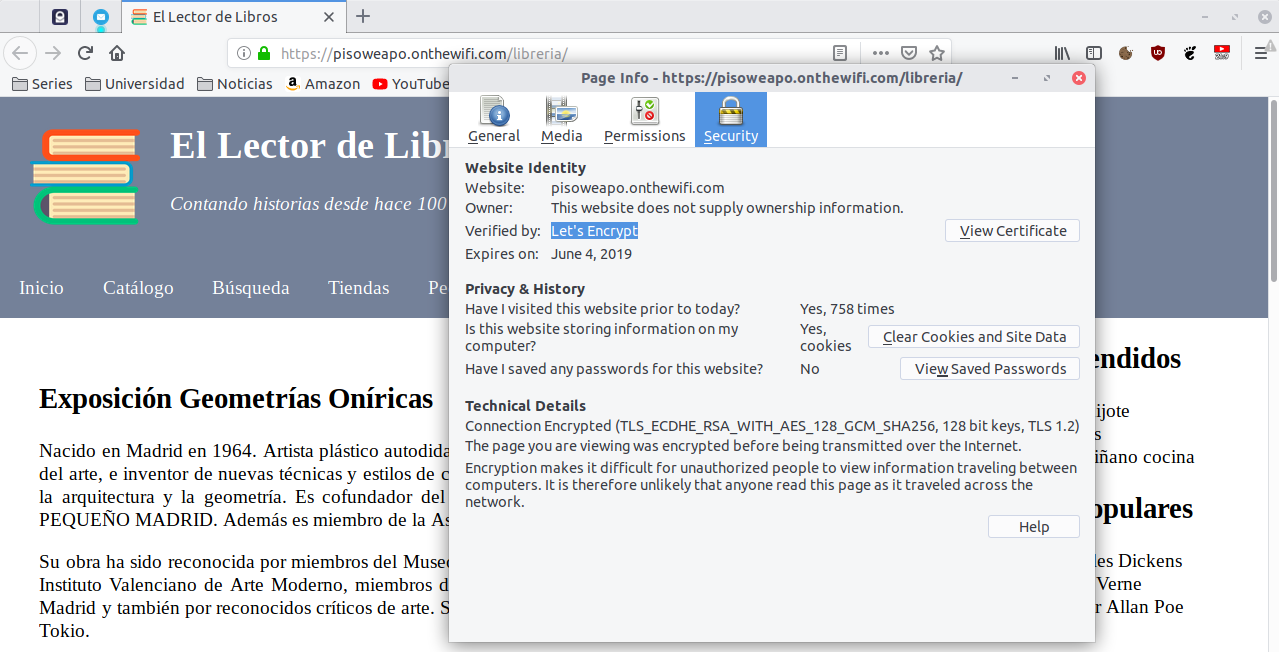 El Lector de Libros
https://pisoweapo.onthewifi.com/libreria/
Series Universidad Noticias Amazon YouTube
El Lector de Lib
Contando historias desde hace 100
Inicio Catálogo Búsqueda Tiendas Pe
Exposición Geometrías Oníricas
Nacido en Madrid en 1964. Artista plástico autodida
del arte, e inventor de nuevas técnicas y estilos de c
la arquitectura y la geometría. Es cofundador del
PEQUEÑO MADRID. Además es miembro de la As
Su obra ha sido reconocida por miembros del Museo
Instituto Valenciano de Arte Moderno, miembros d
Madrid y también por reconocidos críticos de arte. S
Tokio.
Page Info - https://pisoweapo.onthewifi.com/libreria/
General Media Permissions Security
Website Identity
Website: pisoweapo.onthewifi.com
Owner: This website does not supply ownership information.
Verified by: Let's Encrypt View Certificate
Expires on: June 4, 2019
Privacy & History
Have I visited this website prior to today? Yes, 758 times
Is this website storing information on my
computer?
Yes,
cookies
Clear Cookies and Site Data
Have I saved any passwords for this website? No View Saved Passwords
Technical Details
Connection Encrypted (TLS_ECDHE_RSA_WITH_AES_128_GCM_SHA256, 128 bit keys, TLS 1.2)
The page you are viewing was encrypted before being transmitted over the Internet.
Encryption makes it difficult for unauthorized people to view information traveling between
computers. It is therefore unlikely that anyone read this page as it traveled across the
network.
Help
endidos
ijote
s
iñano cocina
opulares
les Dickens
Verne
r Allan Poe